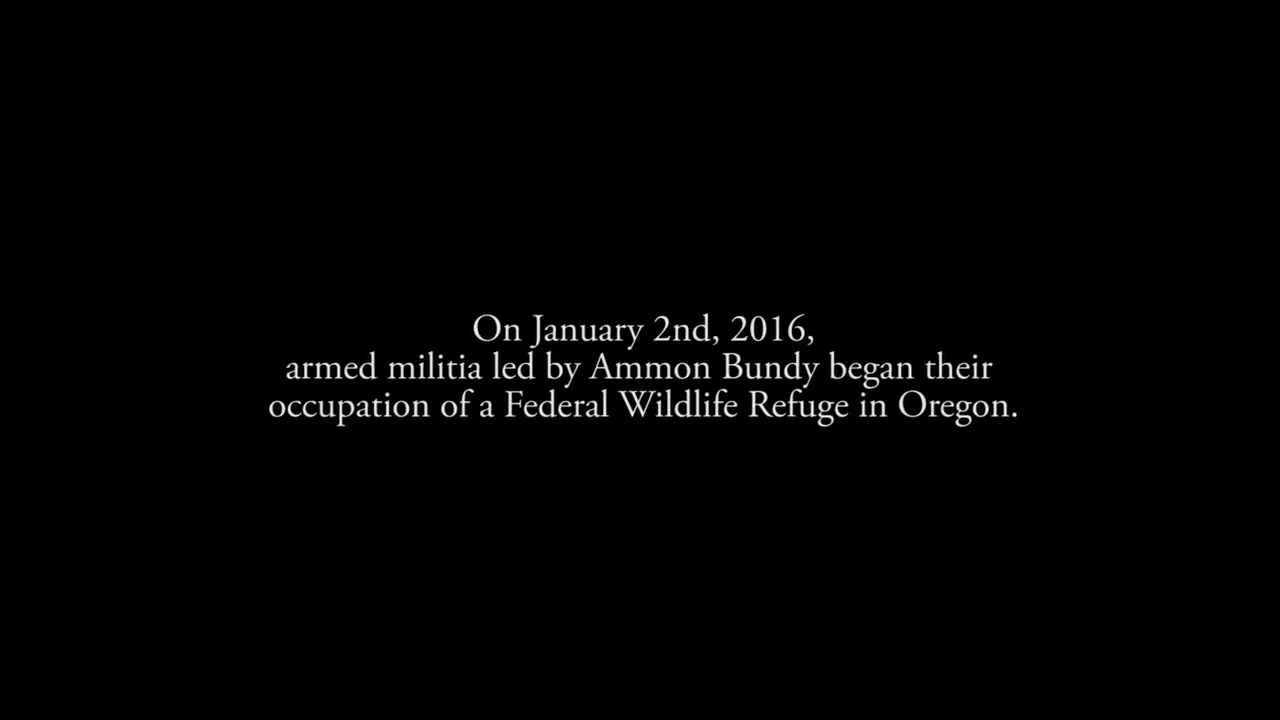 On January 2nd, 2016,
armed militia led by Ammon Bundy began their
occupation of a Federal Wildlife Refuge in Oregon.